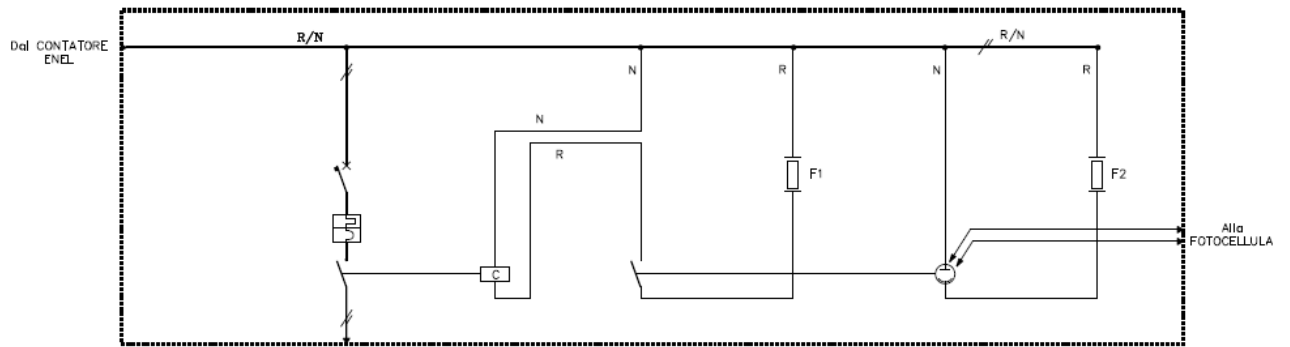 Dal CONTATORE
ENEL
R/N
R/N
N
R
N
R
N
R
F1
F2
Alla
FOTOCELLULA
C